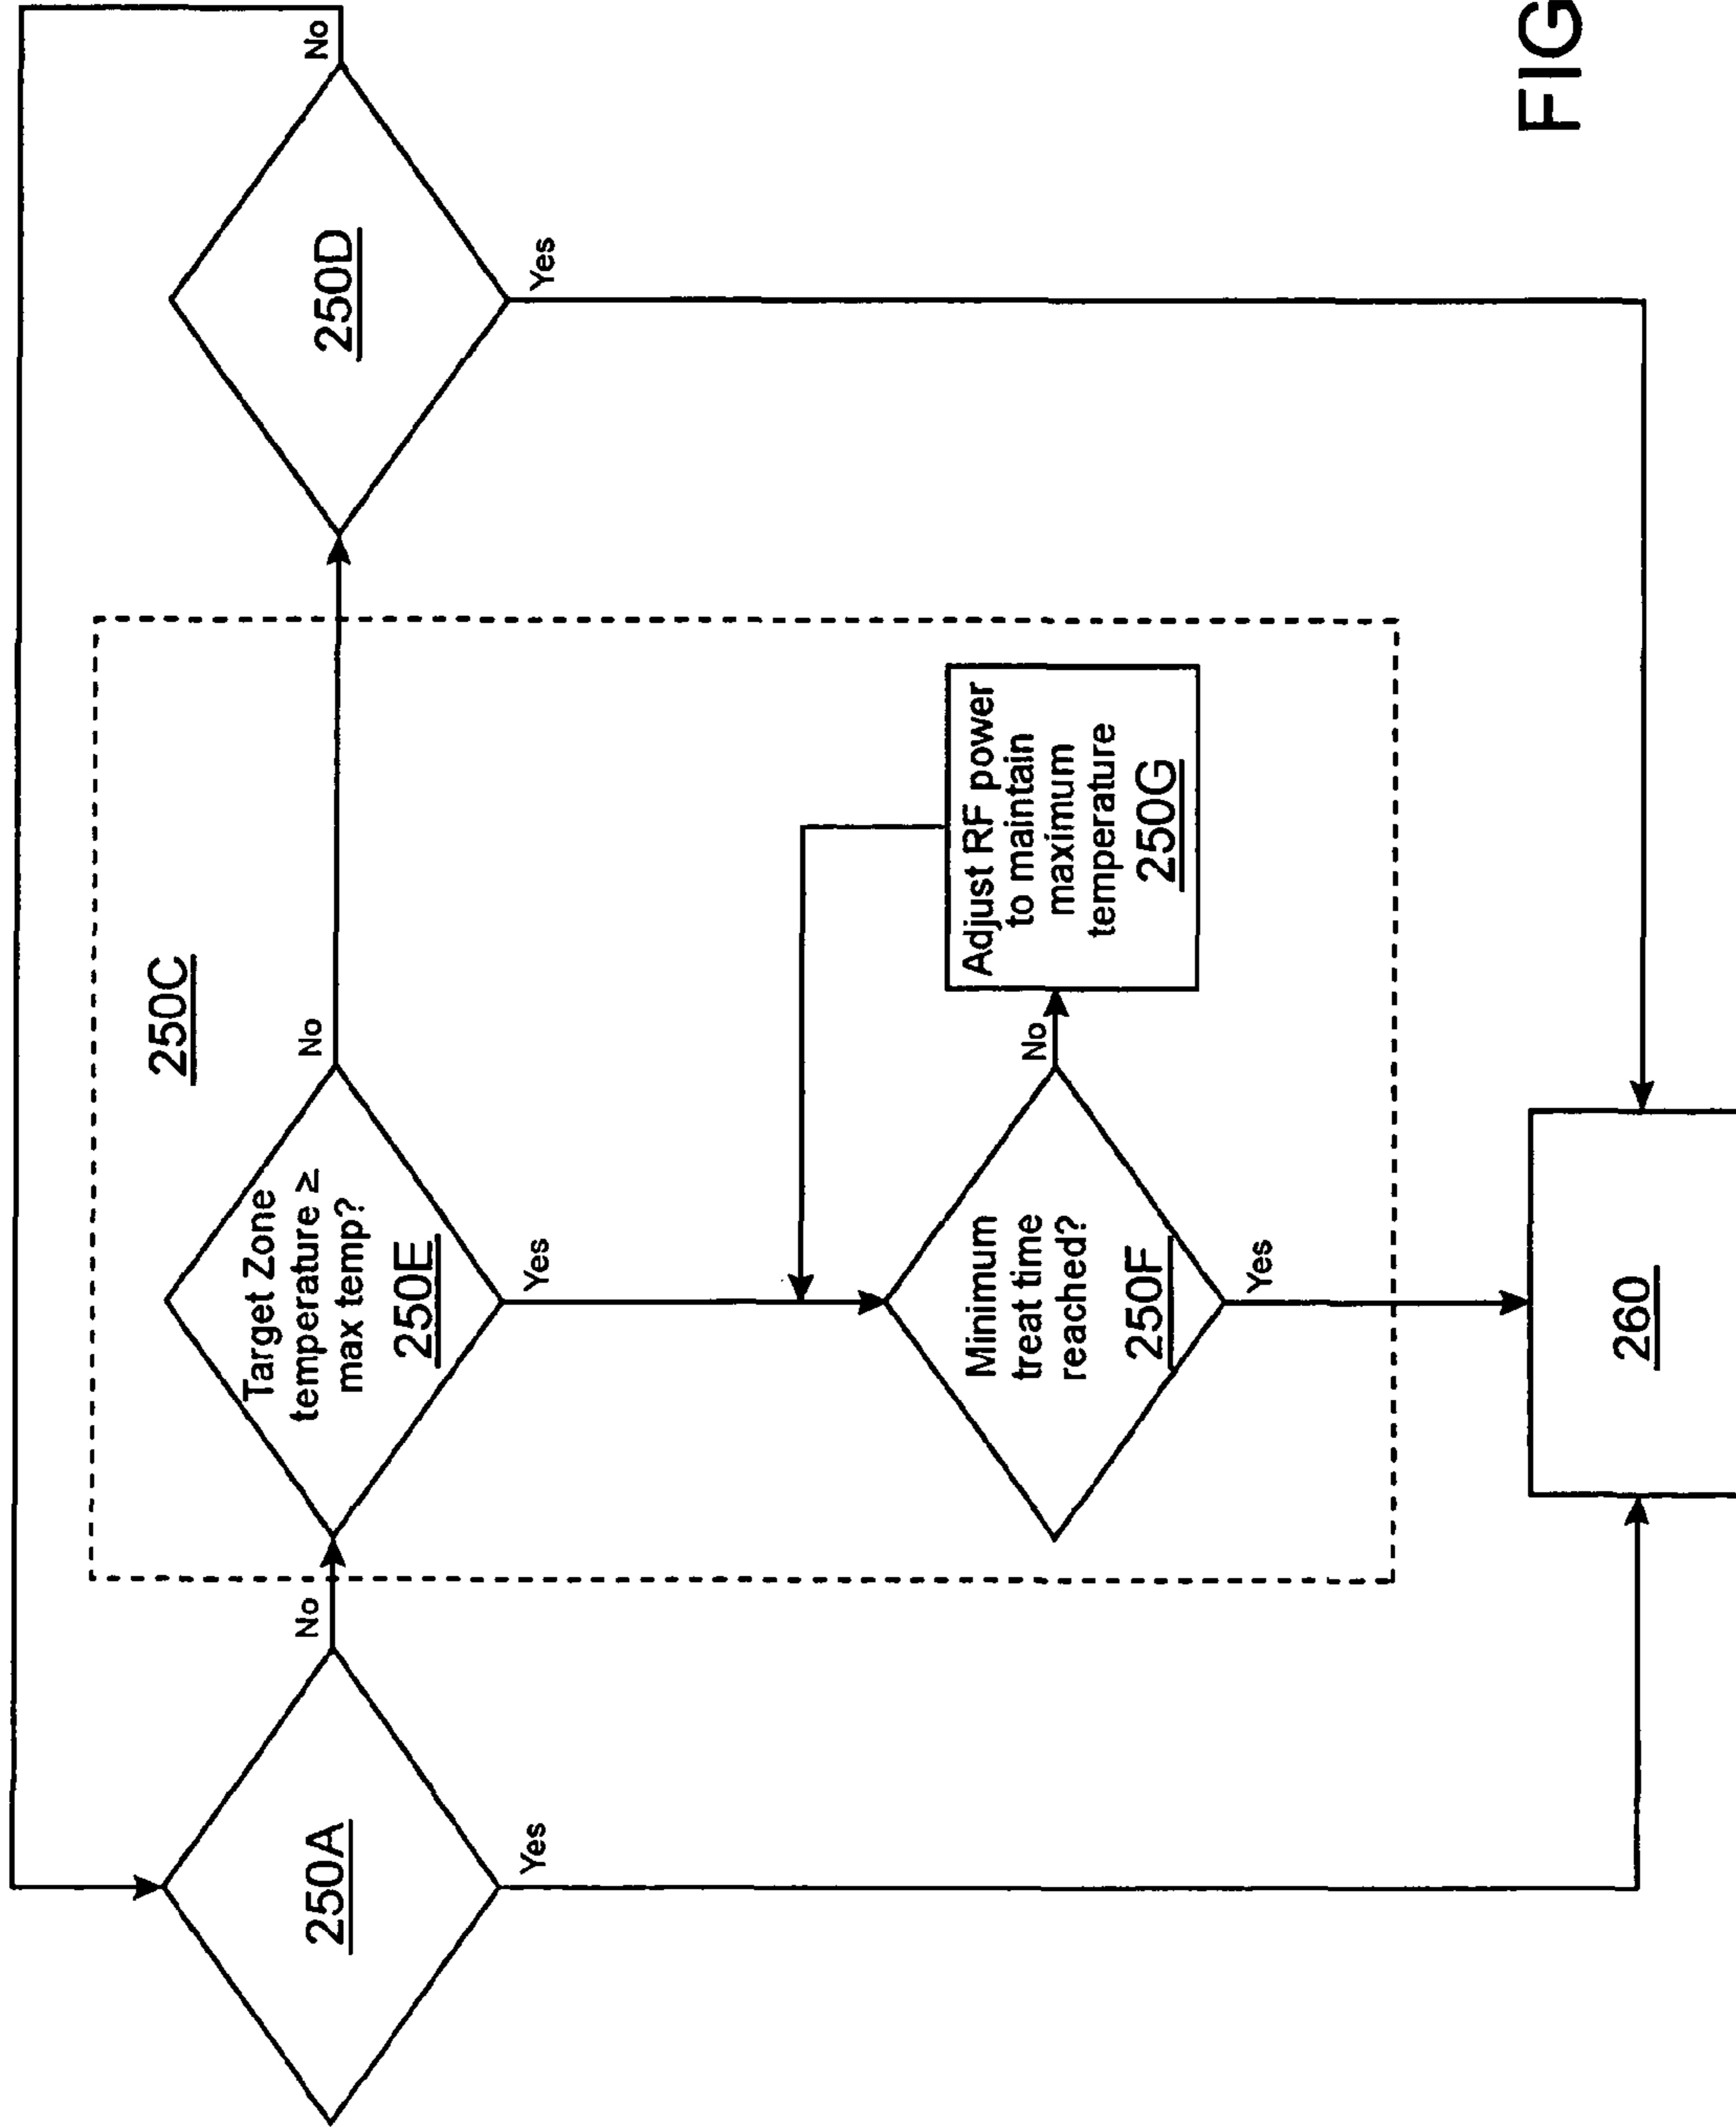 250A
No
Yes
250C
Target Zone
temperature ≥
max temp?
250E
No
Yes
Minimum
treat time
reached?
250F
No
Yes
Adjust RF power
to maintain
maximum
temperature
250G
250D
No
Yes
260
FIG